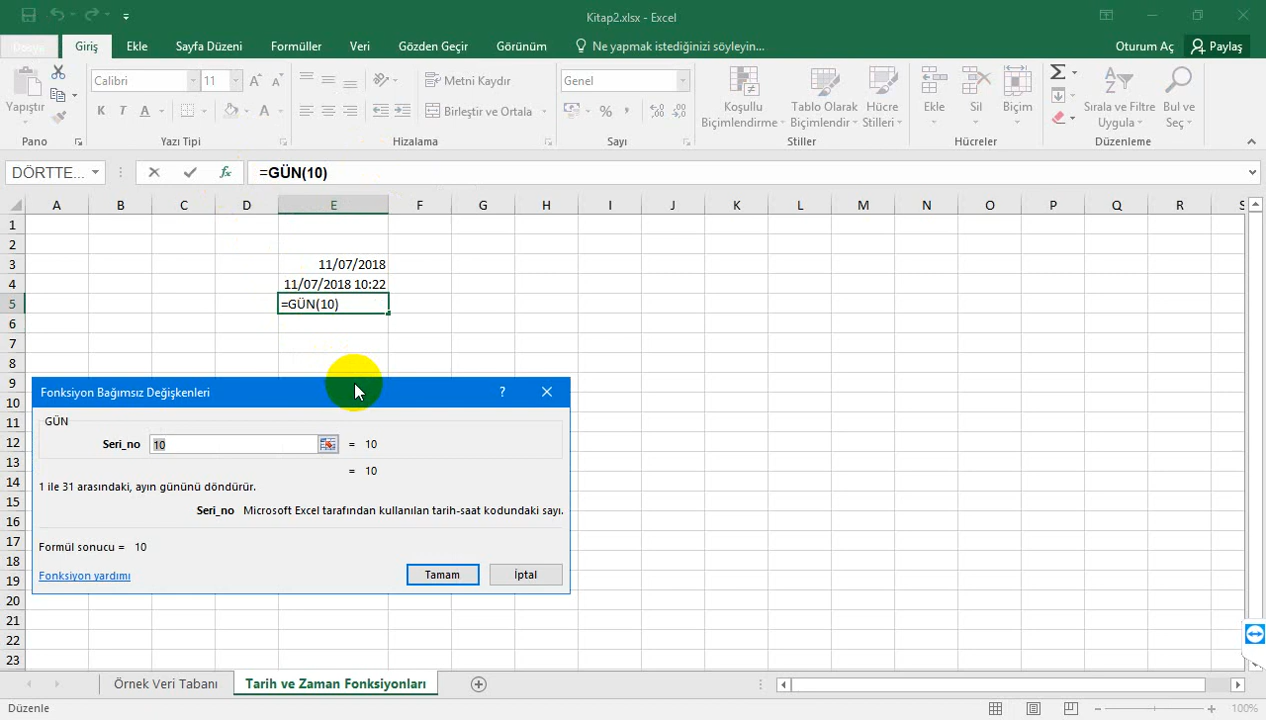 Kitap2.xlsx - Excel
Giriş Ekle Sayfa Düzeni Formüller Veri Gözden Geçir Görünüm Ne yapmak istediğinizi söyleyin... Oturum Aç Paylaş
Yapıştır
Calibri 11
K T A A
Metni Kaydır
Birleştir ve Ortala
Genel
%
Koşullu Biçimlendirme
Tablo Olarak Biçimlendir
Hücre Stilleri
Ekle Sil Biçim
Sırala ve Filtre Uygula
Bul ve Seç
Pano Yazı Tipi Hizalama Sayı Stiller Hücreler Düzenleme
DÖRTTE... fx =GÜN(10)
A B C D E F G H I J K L M N O P Q R S
1
2
3 11/07/2018
4 11/07/2018 10:22
5 =GÜN(10)
6
7
8
9
10
11
12
13
14
15
16
17
18
19
20
21
22
23
Fonksiyon Bağımsız Değişkenleri ?
GÜN
Seri_no 10 = 10
= 10
1 ile 31 arasındaki, ayın gününü döndürür.
Seri_no Microsoft Excel tarafından kullanılan tarih-saat kodundaki sayı.
Formül sonucu = 10
Fonksiyon yardımı
Tamam İptal
Örnek Veri Tabanı Tarih ve Zaman Fonksiyonları
Düzenle 100%